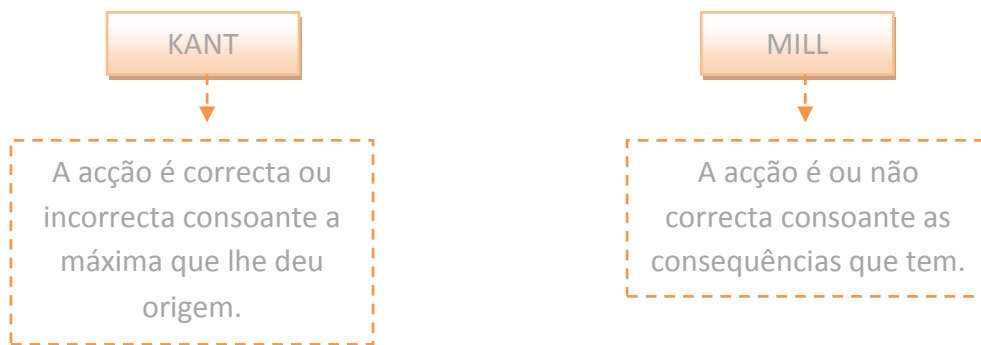 KANT
A acção é correcta ou
incorrecta consoante a
máxima que lhe deu
origem.
MILL
A acção é ou não
correcta consoante as
consequências que tem.